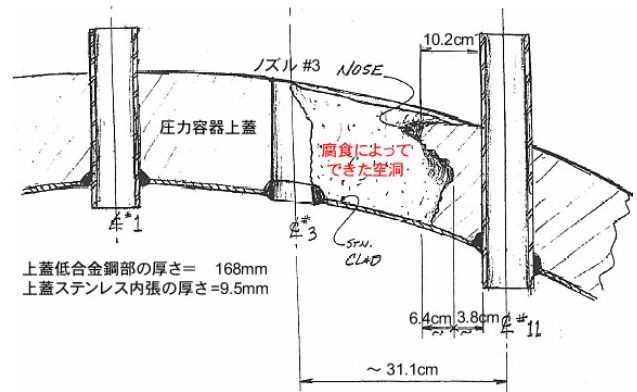 10.2cm
ノズル #3
NOSE
圧力容器上蓋
腐食によって
できた空洞
℄ #1
℄ #3
STN.
CLAD
上蓋低合金鋼部の厚さ= 168mm
上蓋ステンレス内張の厚さ=9.5mm
6.4cm
3.8cm
℄ #11
~ 31.1cm